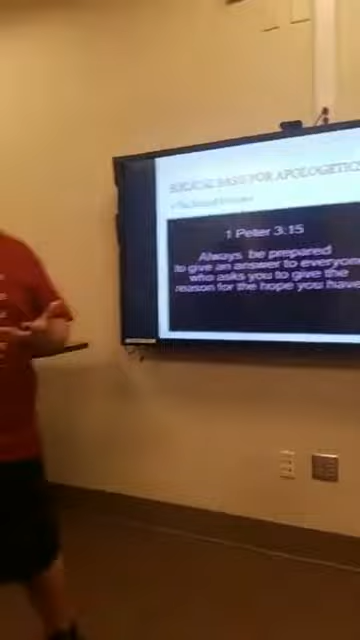 BIBLICAL BASIS FOR APOLOGETICS
1 Peter 3:15
Always be prepared
to give an answer to everyon
who asks you to give the
reason for the hope you have